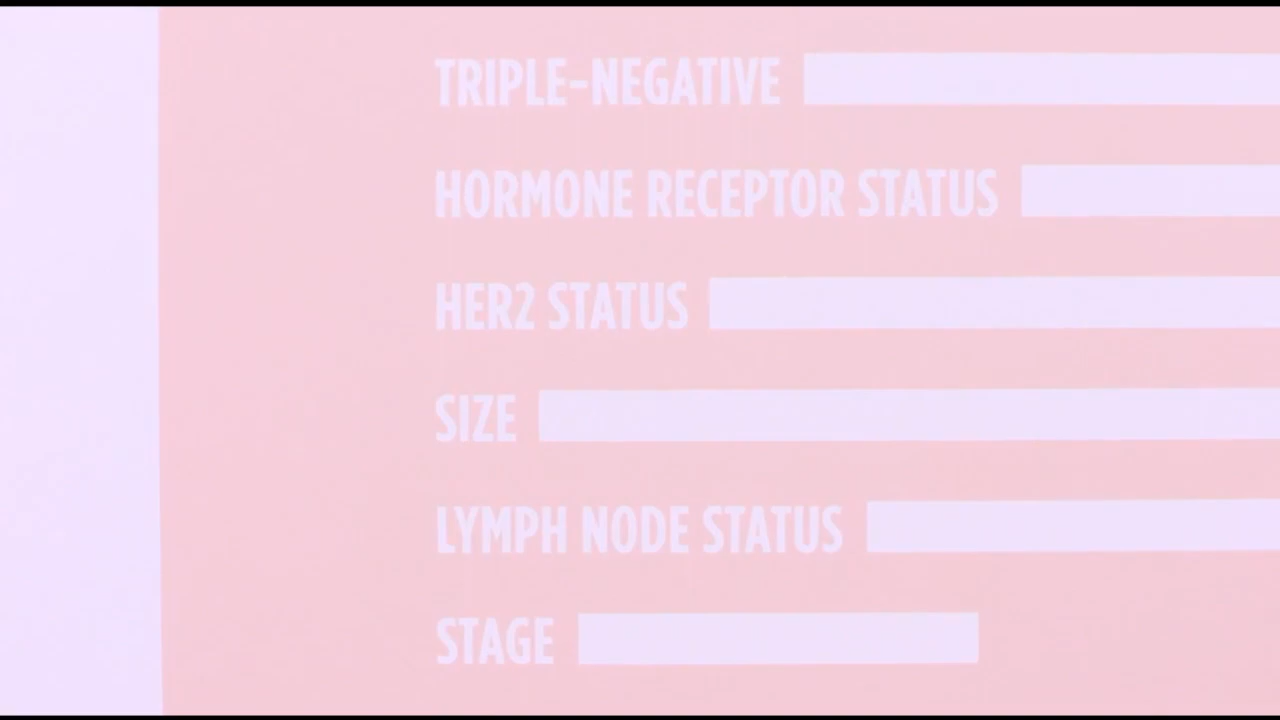 TRIPLE-NEGATIVE
HORMONE RECEPTOR STATUS
HER2 STATUS
SIZE
LYMPH NODE STATUS
STAGE